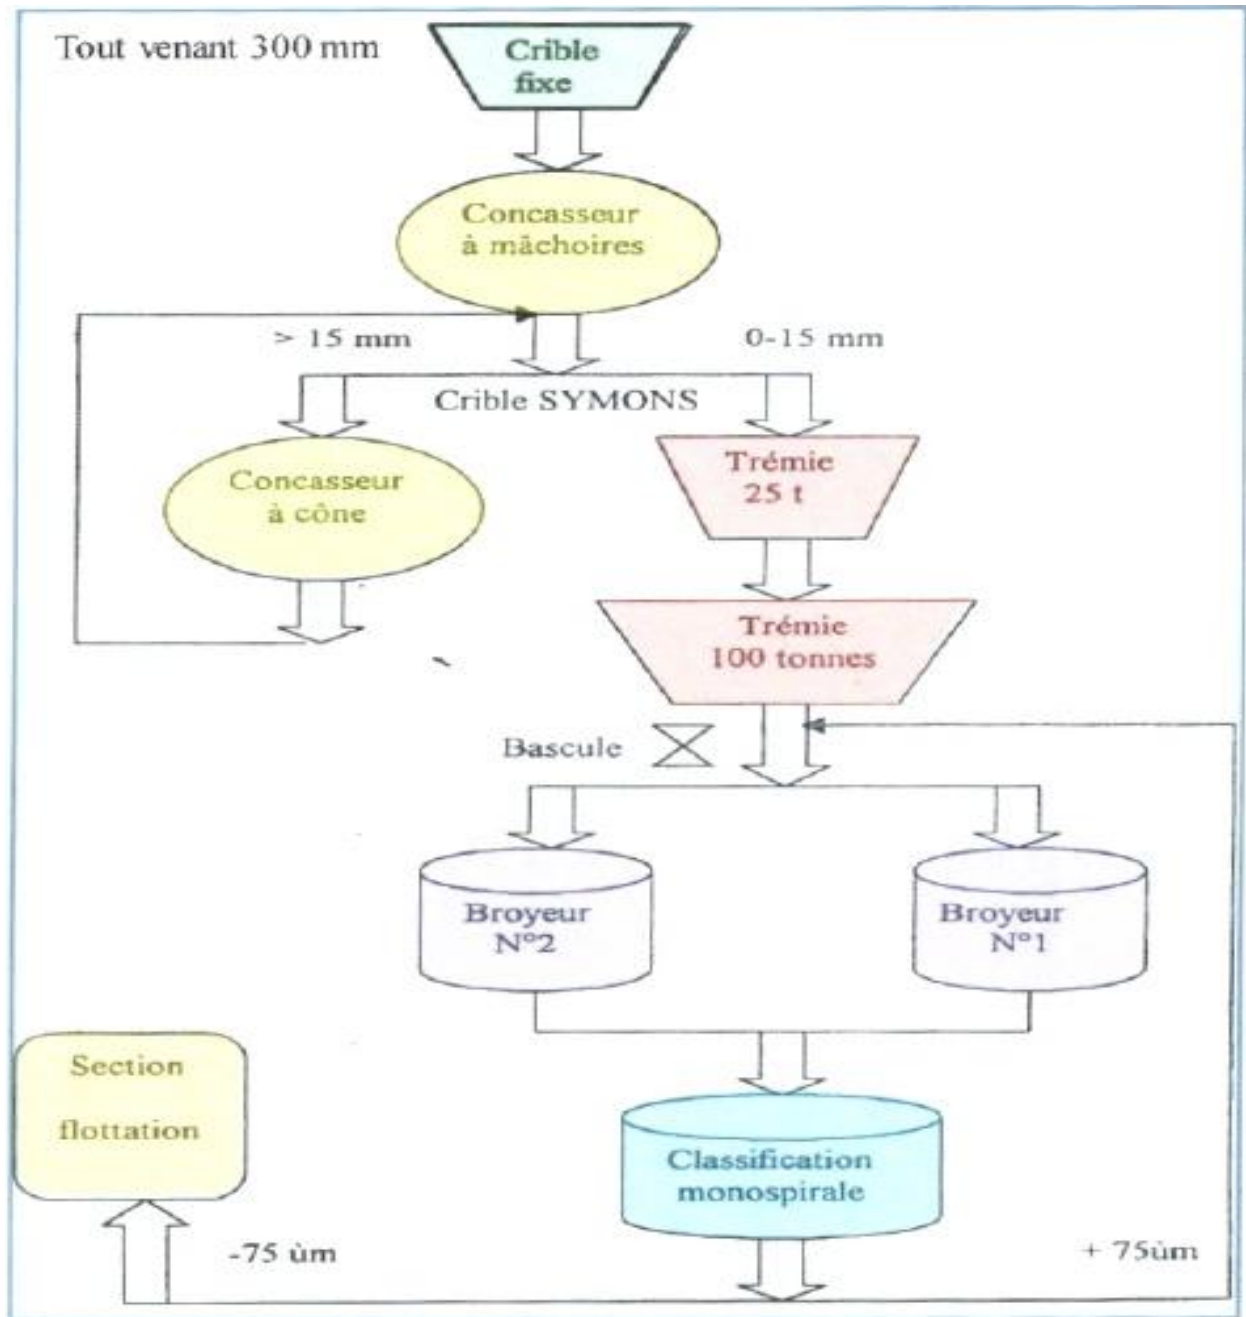 Tout venant 300 mm
Crible
fixe
Concasseur
à mâchoires
> 15 mm
0-15 mm
Crible SYMONS
Concasseur
à cône
Trémie
25 t
Trémie
100 tonnes
Bascule
Broyeur
N°2
Broyeur
N°1
Section
flottation
Classification
monospirale
-75 ùm
+ 75ùm